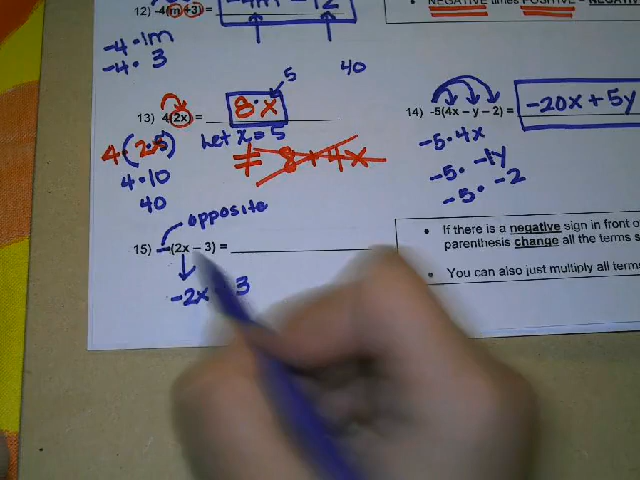 12) -4(m +3) = -4m -12
-4 · 1m
-4 · 3
40
5
13) 4(2x) = 8·x
Let x = 5
4·(2·5)
≠ 8+4x
4·10
40
14) -5(4x – y – 2) = -20x + 5y
-5· 4x
-5· -1y
-5· -2
NEGATIVE times POSITIVE =
opposite
15) -(2x – 3) =
-2x 3
If there is a negative sign in front of
parenthesis change all the terms
You can also just multiply all terms